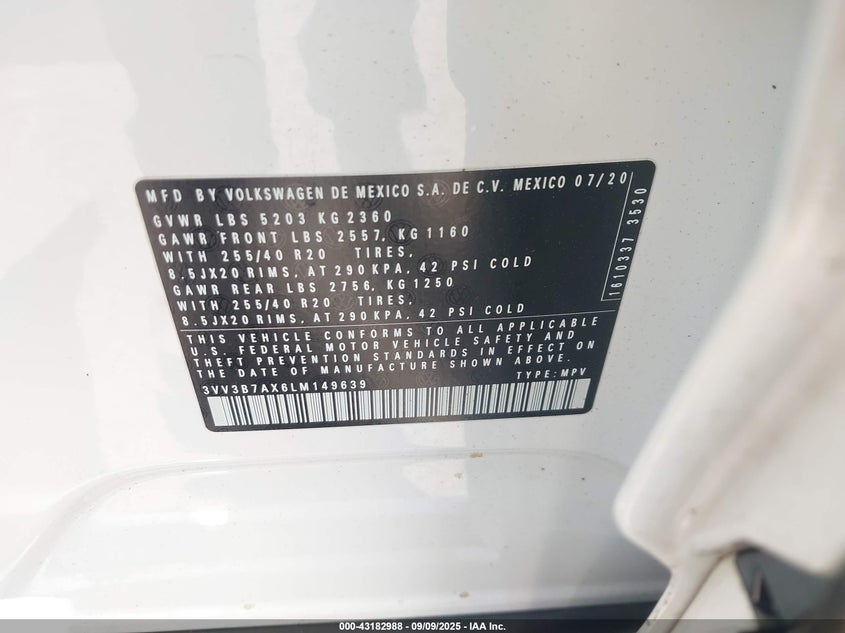 MFD BY VOLKSWAGEN DE MEXICO S.A. DE C.V. MEXICO 07/20
GVWR LBS 5203 KG 2360
GAWR FRONT LBS 2557, KG 1160
WITH 255/40 R20 TIRES,
8.5JX20 RIMS, AT 290 KPA, 42 PSI COLD
GAWR REAR LBS 2756, KG 1250
WITH 255/40 R20 TIRES,
8.5JX20 RIMS, AT 290 KPA, 42 PSI COLD
1610337 3530
THIS VEHICLE CONFORMS TO ALL APPLICABLE
U.S. FEDERAL MOTOR VEHICLE SAFETY AND
THEFT PREVENTION STANDARDS IN EFFECT ON
THE DATE OF MANUFACTURE SHOWN ABOVE.
3VV3B7AX6LM149639 TYPE: MPV
000-43182988 - 09/09/2025 - IAA Inc.